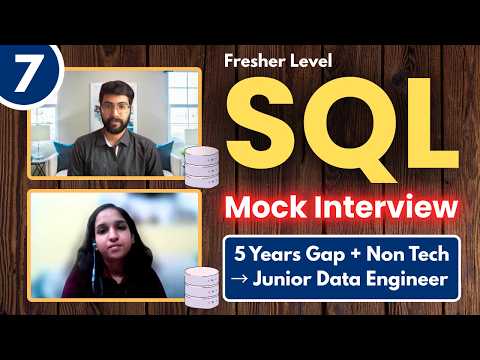 7
Fresher Level
SQL
Mock Interview
5 Years Gap + Non Tech
→ Junior Data Engineer